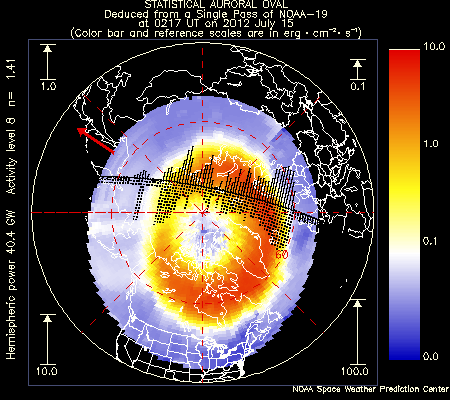 STATISTICAL AURORAL OVAL
Deduced from a Single Pass of NOAA-19
at 0217 UT on 2012 July 15
(Color bar and reference scales are in erg·cm⁻²·s⁻¹)
Hemispheric power 40.4 GW Activity level 8 n= 1.41
1.0
0.1
10.0
100.0
60
10.0
1.0
0.1
0.0
NOAA Space Weather Prediction Center